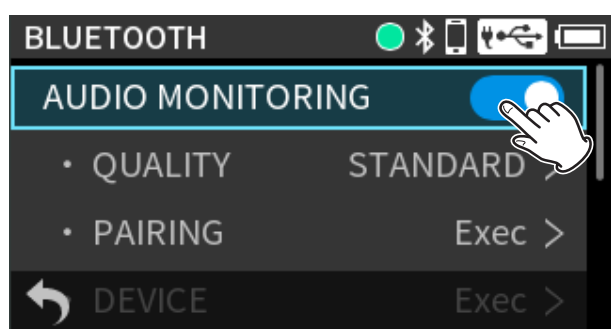 BLUETOOTH
AUDIO MONITORING
・ QUALITY STANDARD >
・ PAIRING Exec >
DEVICE Exec >